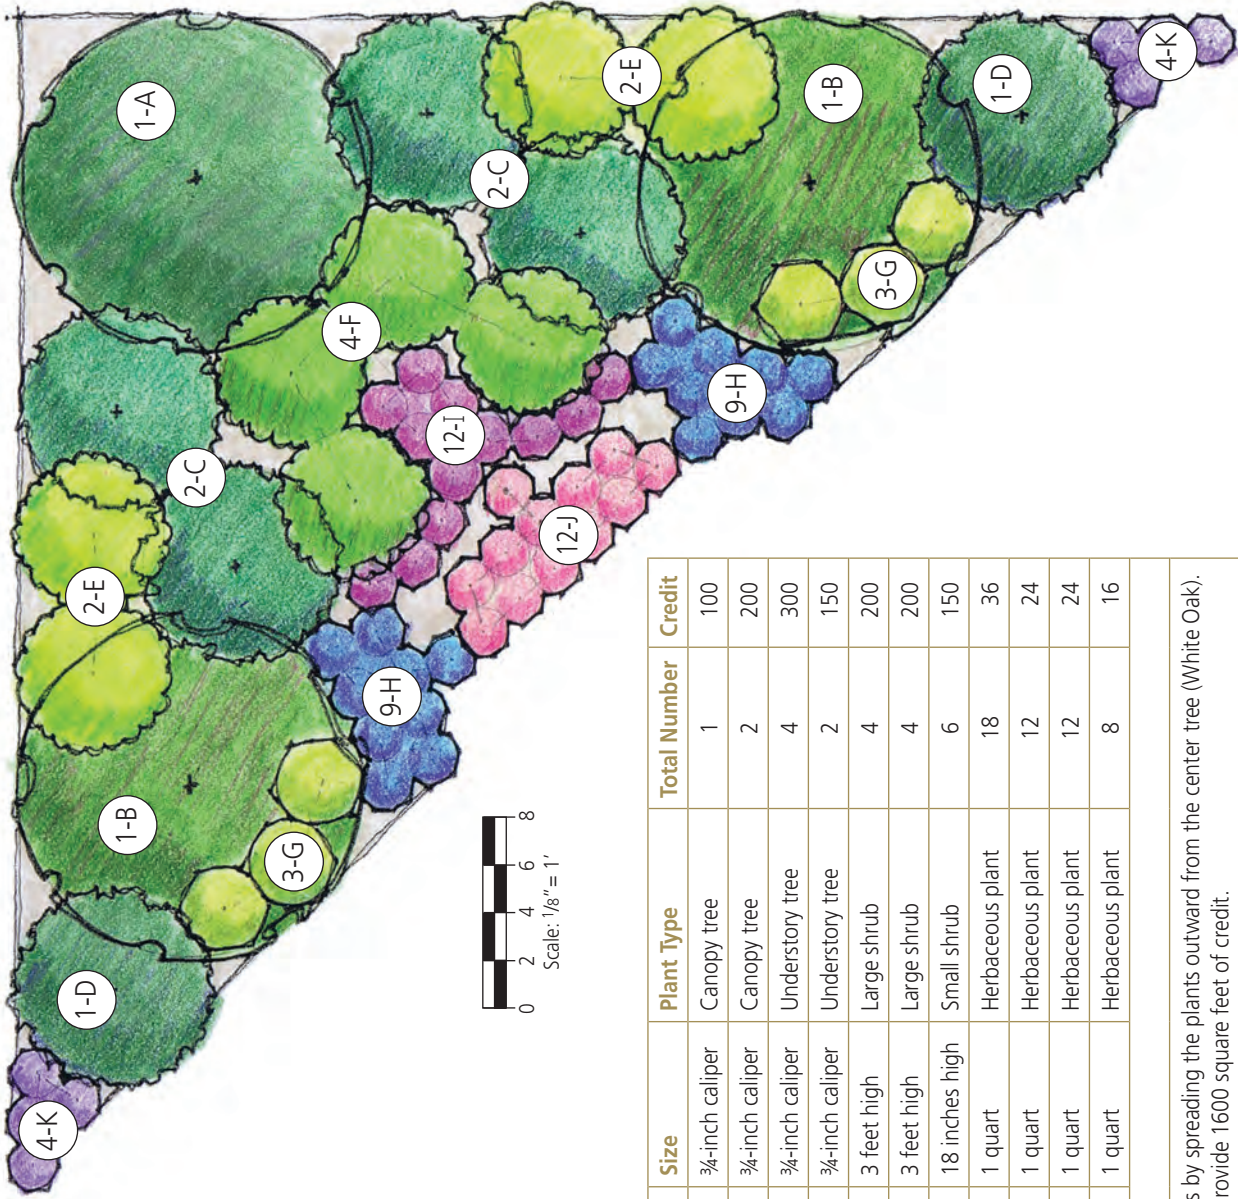 4-K
1-D
1-B
3-G
2-E
2-C
1-A
9-H
4-F
12-I
12-J
2-C
2-E
9-H
1-B
3-G
1-D
4-K
0 2 4 6 8
Scale: 1/8" = 1'
Size Plant Type Total Number Credit
¾-inch caliper Canopy tree 1 100
¾-inch caliper Canopy tree 2 200
¾-inch caliper Understory tree 4 300
¾-inch caliper Understory tree 2 150
3 feet high Large shrub 4 200
3 feet high Large shrub 4 200
18 inches high Small shrub 6 150
1 quart Herbaceous plant 18 36
1 quart Herbaceous plant 12 24
1 quart Herbaceous plant 12 24
1 quart Herbaceous plant 8 16
by spreading the plants outward from the center tree (White Oak).
1600 square feet of credit.